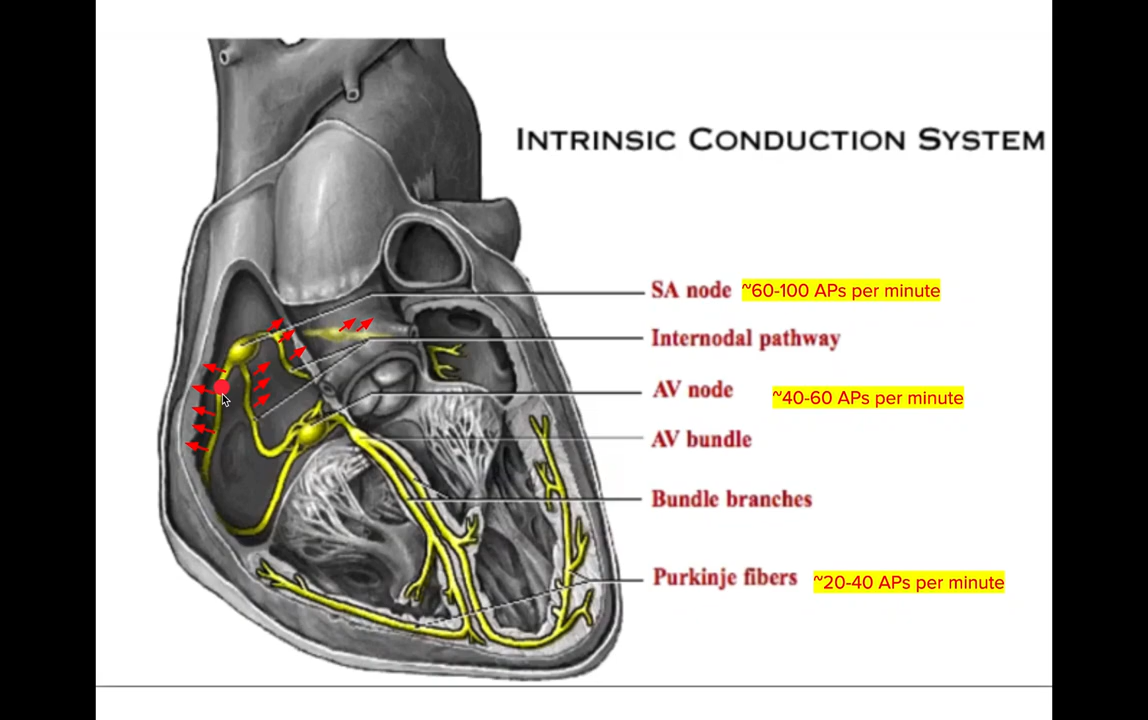 INTRINSIC CONDUCTION SYSTEM
SA node ~60-100 APs per minute
Internodal pathway
AV node ~40-60 APs per minute
AV bundle
Bundle branches
Purkinje fibers ~20-40 APs per minute